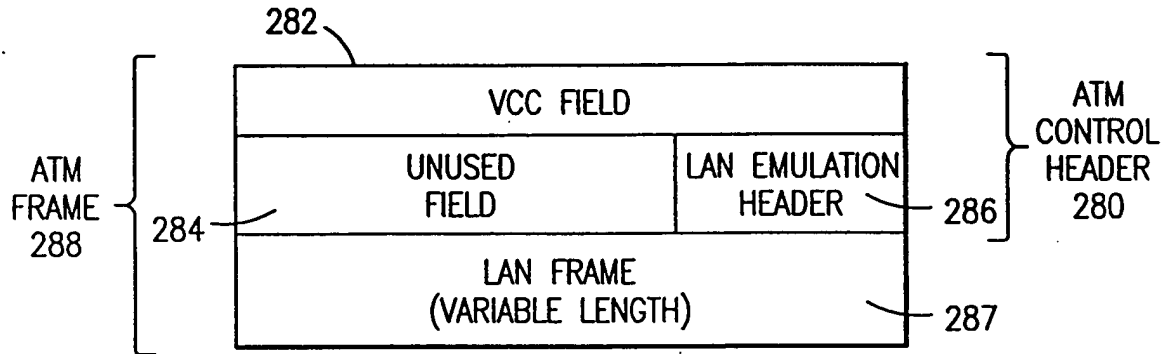 282
VCC FIELD
UNUSED
FIELD
LAN EMULATION
HEADER
284
286
LAN FRAME
(VARIABLE LENGTH)
287
ATM
FRAME
288
ATM
CONTROL
HEADER
280